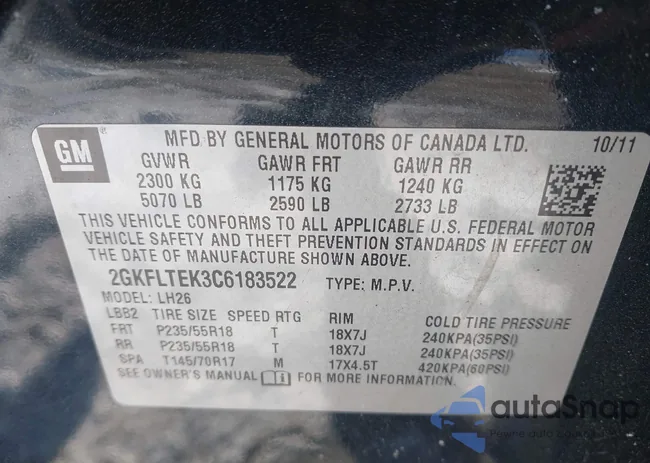 GM
MFD BY GENERAL MOTORS OF CANADA LTD. 10/11
GVWR GAWR FRT GAWR RR
2300 KG 1175 KG 1240 KG
5070 LB 2590 LB 2733 LB
THIS VEHICLE CONFORMS TO ALL APPLICABLE U.S. FEDERAL MOTOR
VEHICLE SAFETY AND THEFT PREVENTION STANDARDS IN EFFECT ON
THE DATE OF MANUFACTURE SHOWN ABOVE.
2GKFLTEK3C6183522 TYPE: M.P.V.
MODEL: LH26
LBB2 TIRE SIZE SPEED RTG RIM COLD TIRE PRESSURE
FRT P235/55R18 T 18X7J 240KPA(35PSI)
RR P235/55R18 T 18X7J 240KPA(35PSI)
SPA T145/70R17 M 17X4.5T 420KPA(60PSI)
SEE OWNER'S MANUAL FOR MORE INFORMATION.
autoSnap